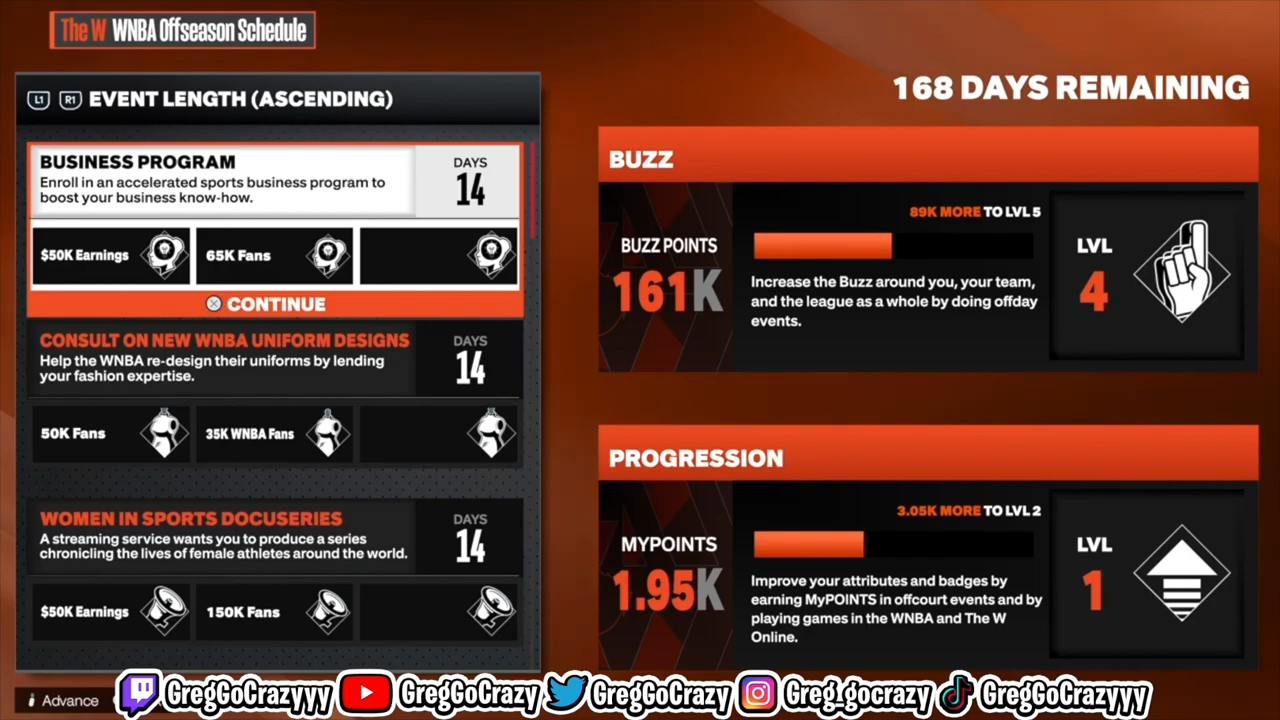 The W WNBA Offseason Schedule
L1 R1 EVENT LENGTH (ASCENDING)
BUSINESS PROGRAM
Enroll in an accelerated sports business program to
boost your business know-how.
DAYS
14
$50K Earnings
65K Fans
CONTINUE
CONSULT ON NEW WNBA UNIFORM DESIGNS
Help the WNBA re-design their uniforms by lending
your fashion expertise.
DAYS
14
50K Fans
35K WNBA Fans
WOMEN IN SPORTS DOCUSERIES
A streaming service wants you to produce a series
chronicling the lives of female athletes around the world.
DAYS
14
$50K Earnings
150K Fans
168 DAYS REMAINING
BUZZ
BUZZ POINTS
161K
89K MORE TO LVL 5
Increase the Buzz around you, your team,
and the league as a whole by doing offday
events.
LVL
4
PROGRESSION
MYPOINTS
1.95K
3.05K MORE TO LVL 2
Improve your attributes and badges by
earning MyPOINTS in offcourt events and by
playing games in the WNBA and The W
Online.
LVL
1
Advance
GregGoCrazyyy GregGoCrazy GregGoCrazy Greg_gocrazy GregGoCrazyyy